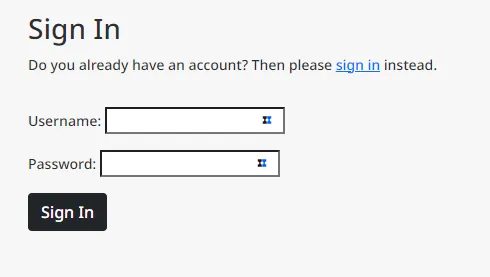 Sign In
Do you already have an account? Then please sign in instead.
Username:
Password:
Sign In